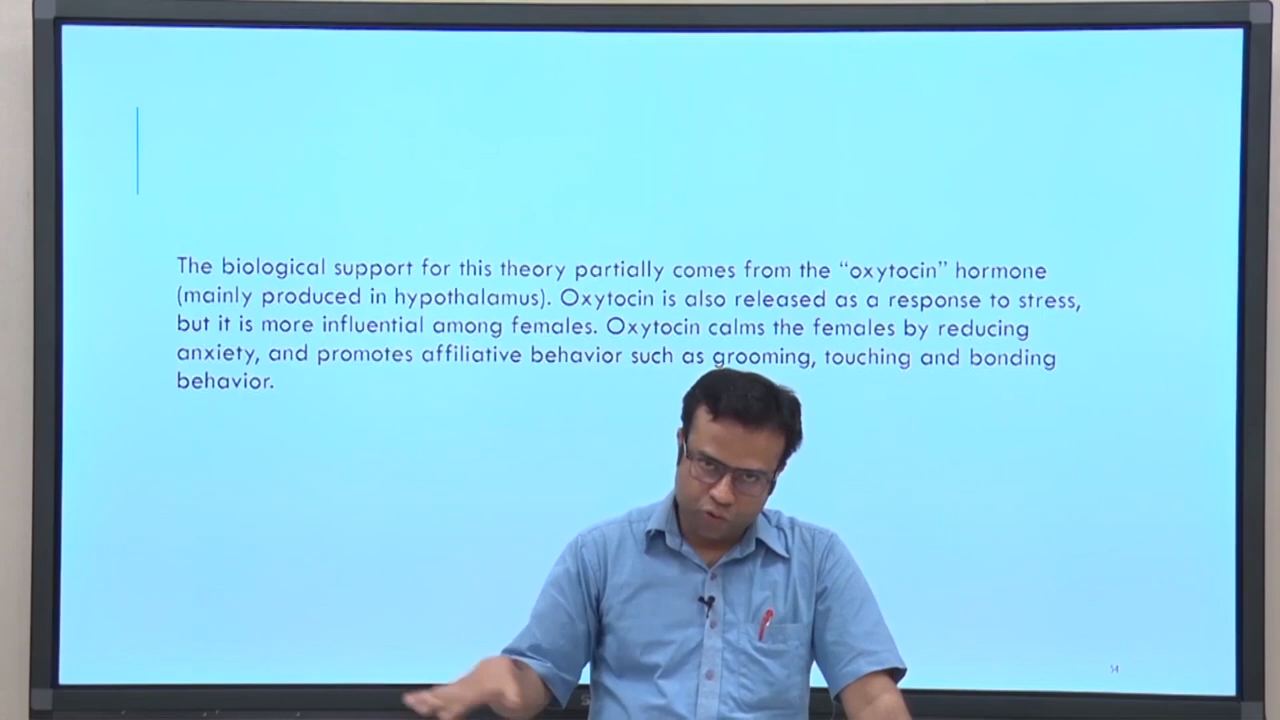 The biological support for this theory partially comes from the “oxytocin” hormone
(mainly produced in hypothalamus). Oxytocin is also released as a response to stress,
but it is more influential among females. Oxytocin calms the females by reducing
anxiety, and promotes affiliative behavior such as grooming, touching and bonding
behavior.
54